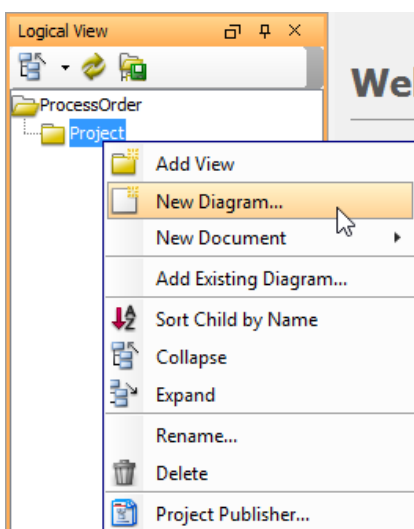 Logical View
Wel
ProcessOrder
Project
Add View
New Diagram...
New Document
Add Existing Diagram...
Sort Child by Name
Collapse
Expand
Rename...
Delete
Project Publisher...